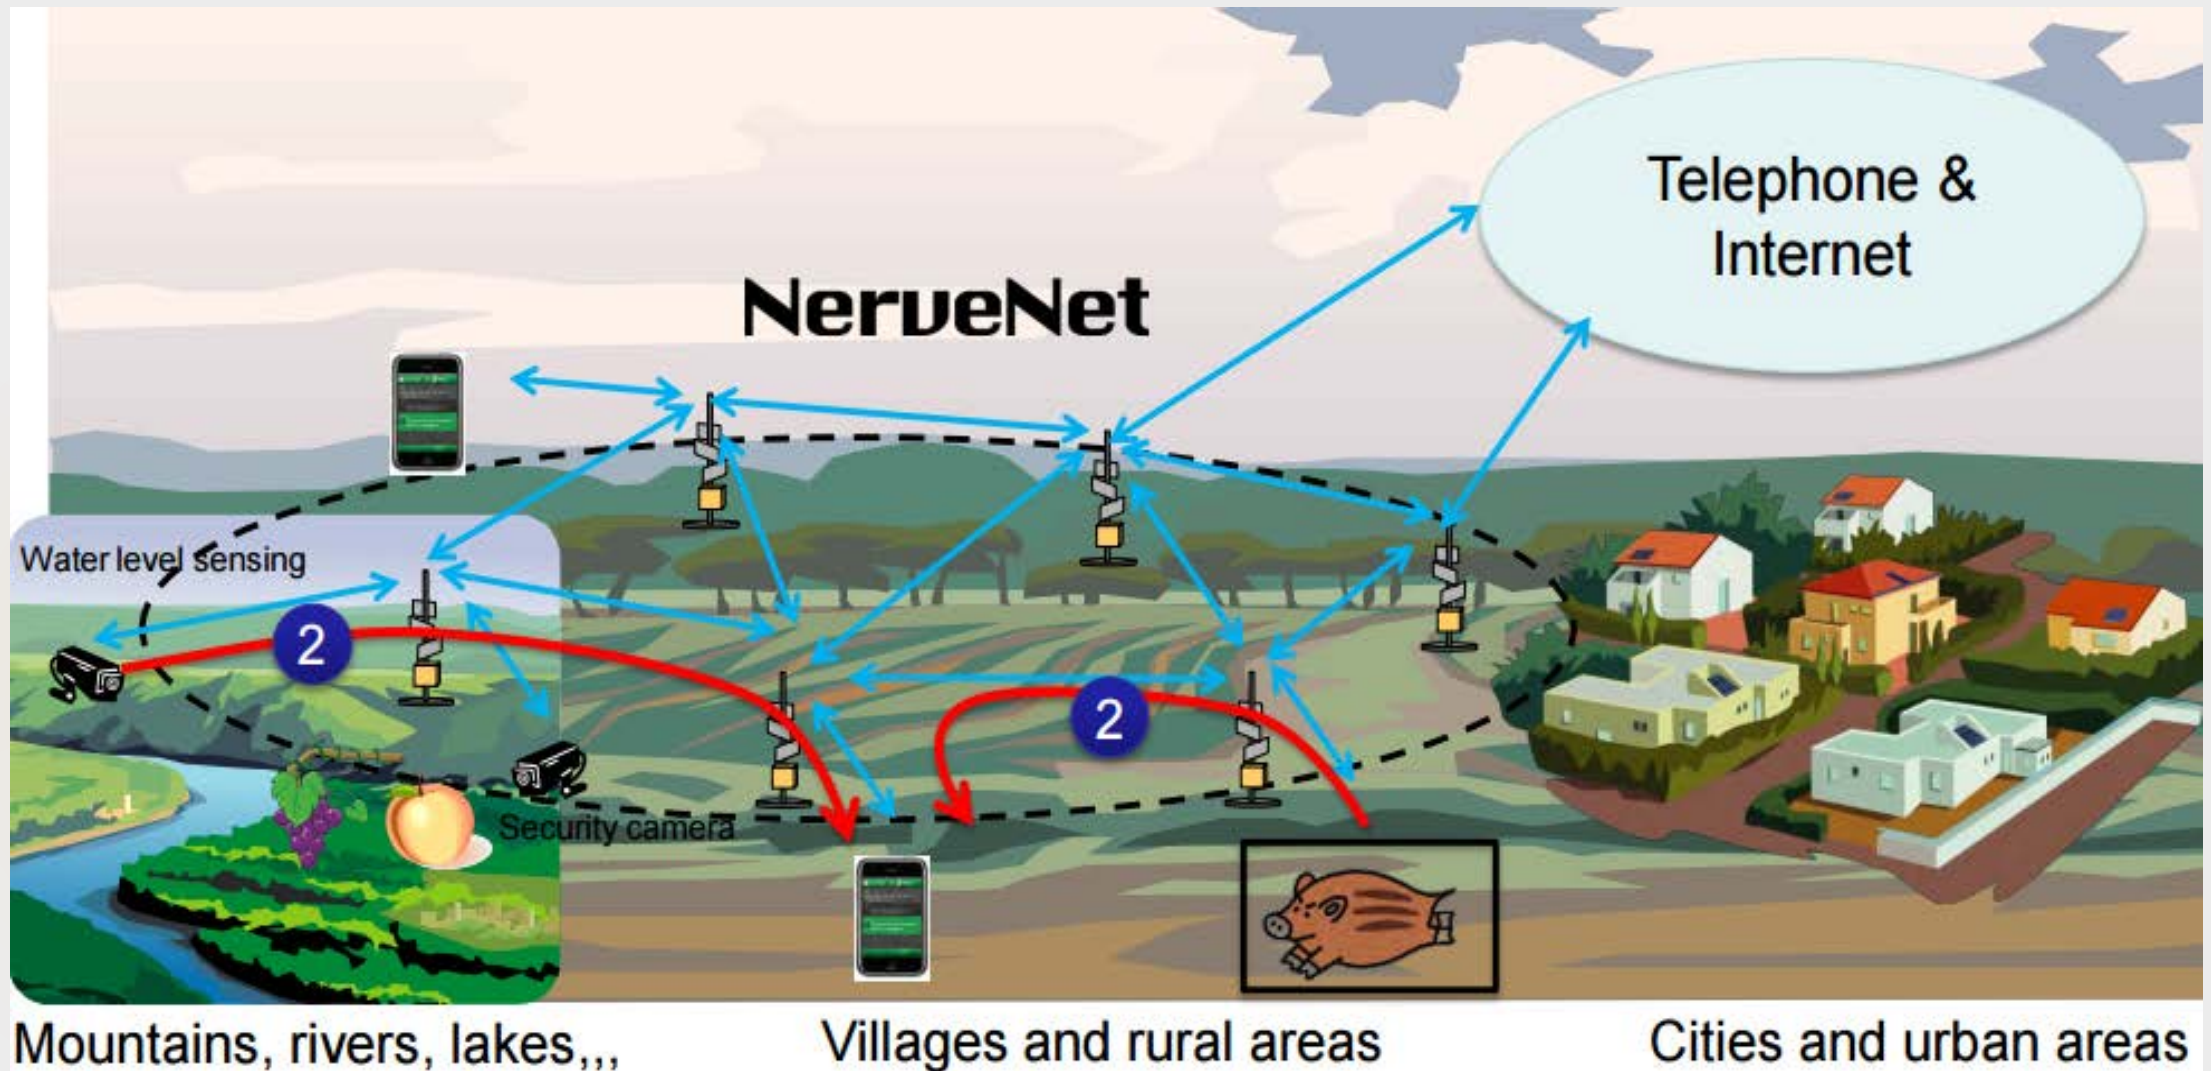 Telephone &
Internet
NerveNet
Water level sensing
2
2
Security camera
Mountains, rivers, lakes,,,
Villages and rural areas
Cities and urban areas